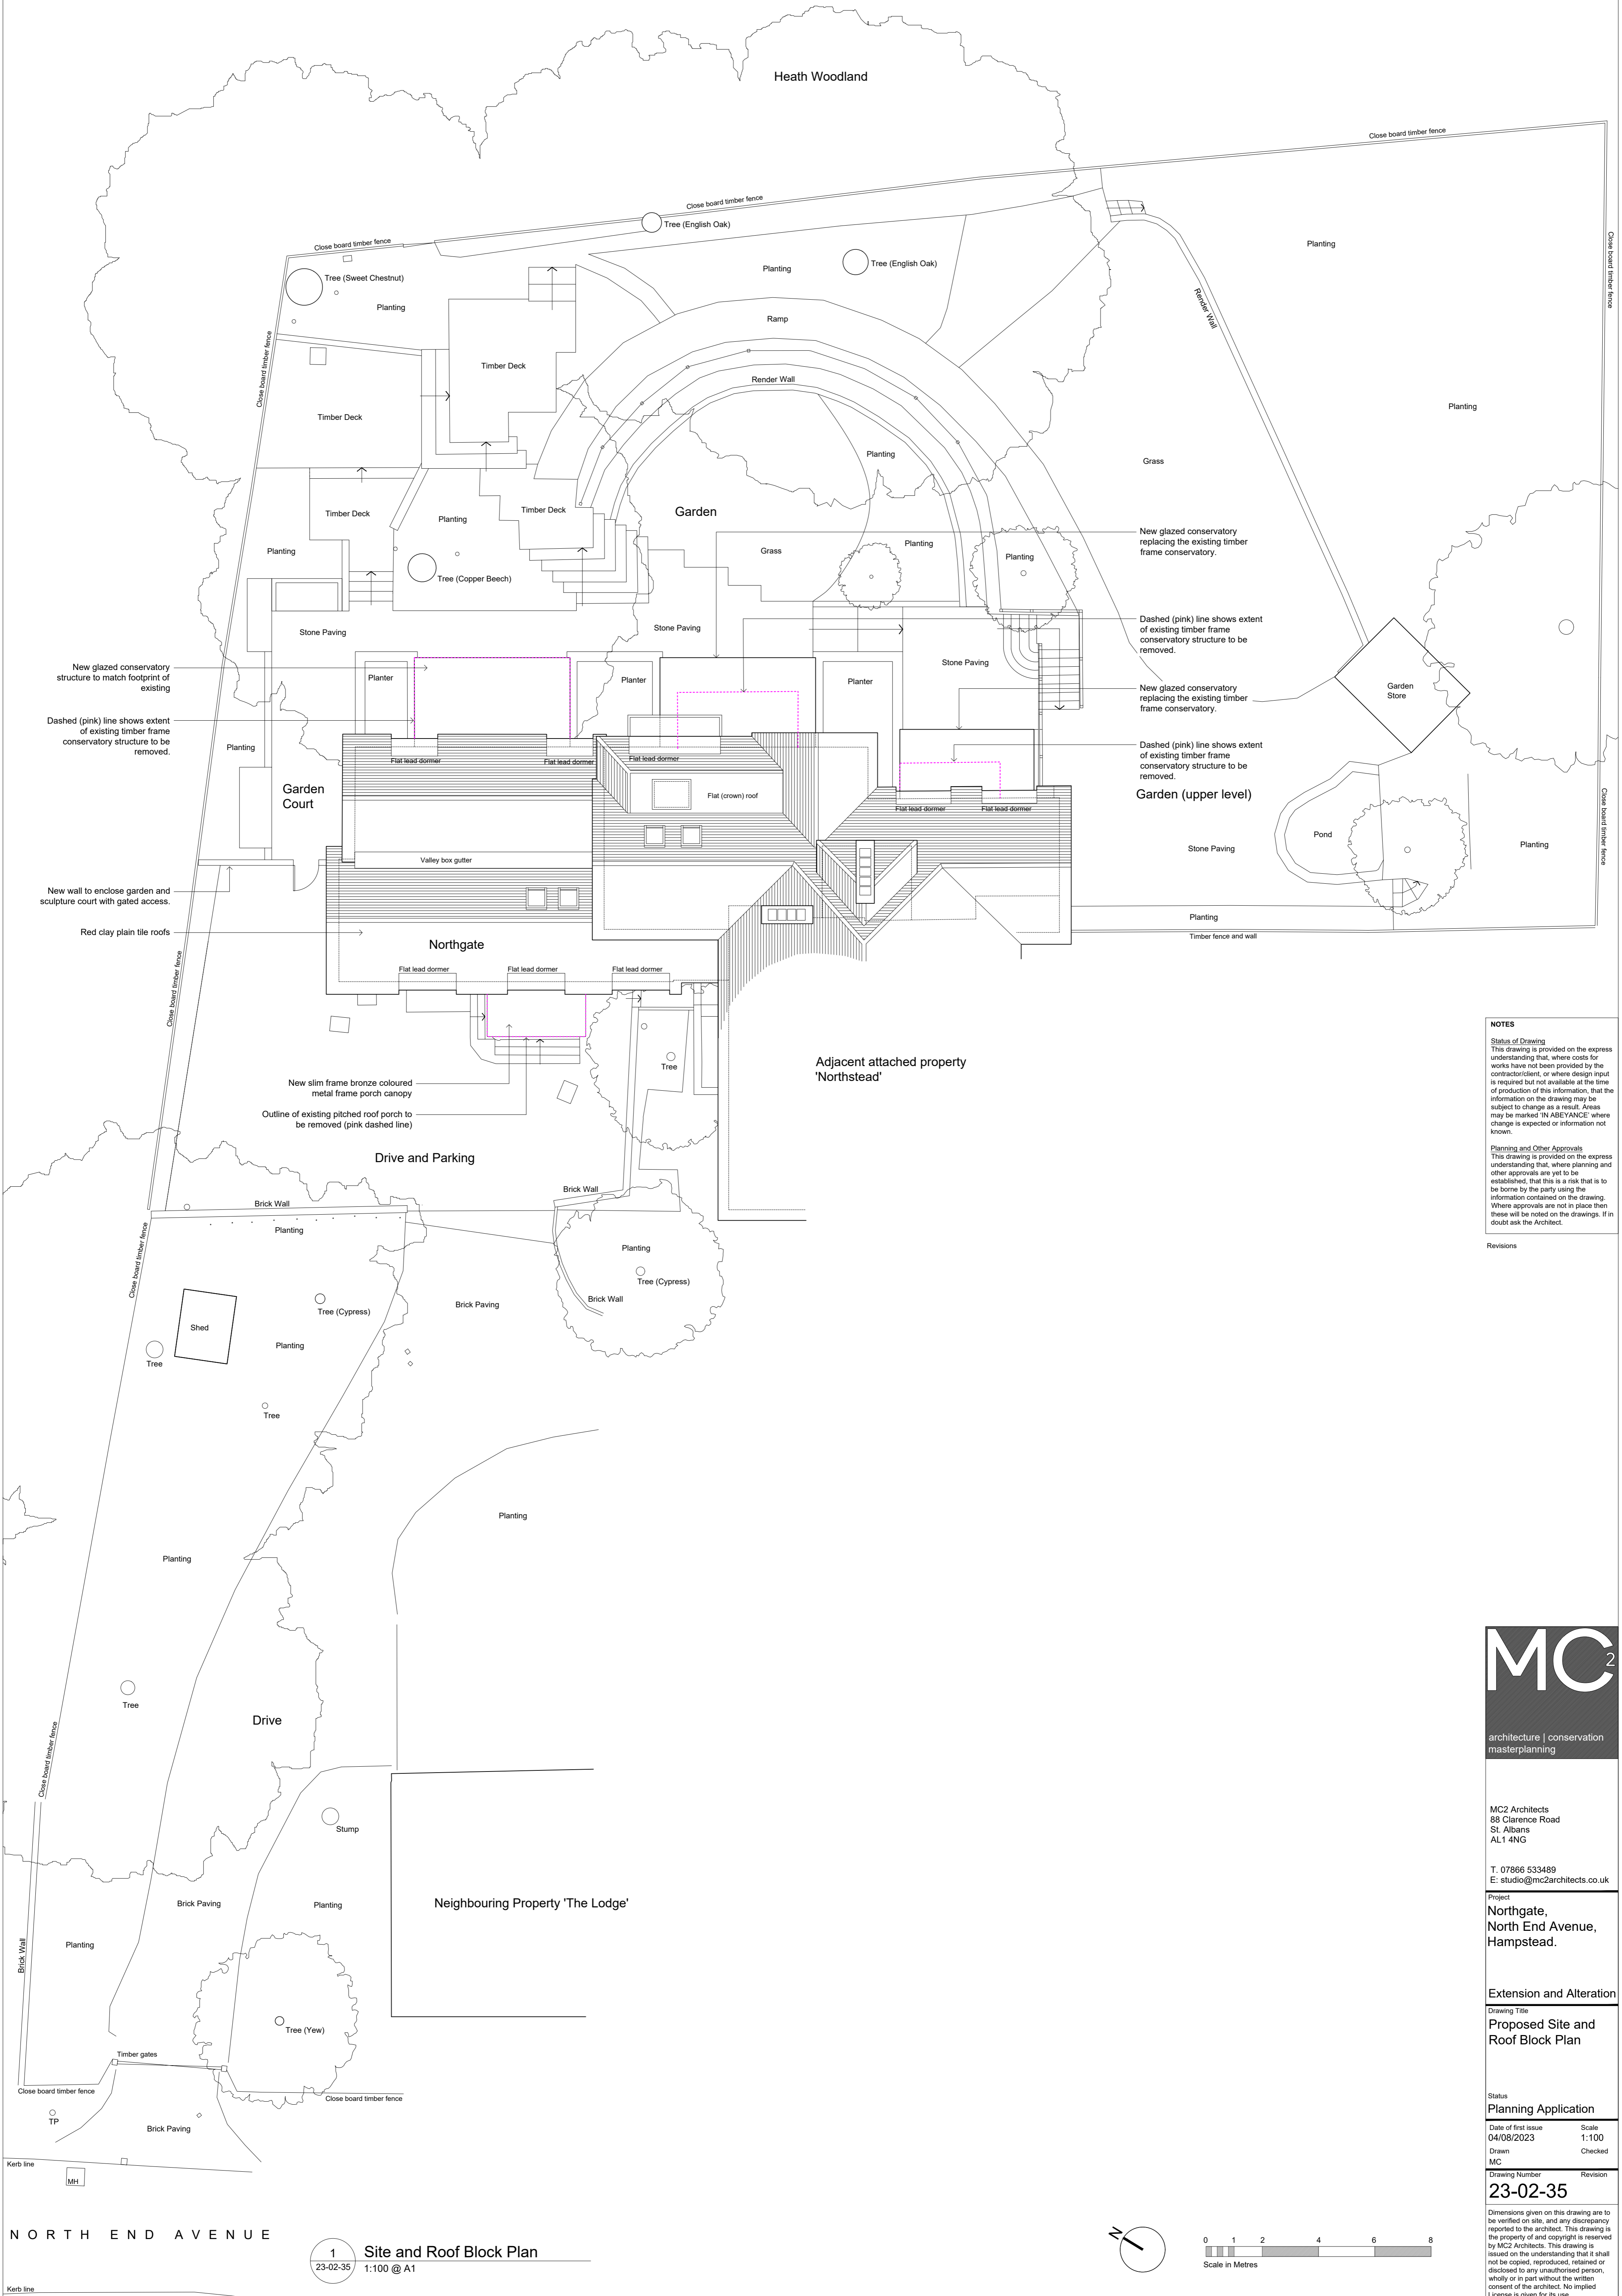 Heath Woodland
Close board timber fence
Close board timber fence
Close board timber fence
Close board timber fence
Close board timber fence
Close board timber fence
Tree (English Oak)
Tree (English Oak)
Tree (Sweet Chestnut)
Planting
Planting
Planting
Planting
Ramp
Render Wall
Render Wall
Timber Deck
Timber Deck
Timber Deck
Timber Deck
Planting
Planting
Planting
Grass
Garden
Grass
Planting
Planting
Tree (Copper Beech)
Stone Paving
Stone Paving
Stone Paving
Planter
Planter
Planter
New glazed conservatory
replacing the existing timber
frame conservatory.
Dashed (pink) line shows extent
of existing timber frame
conservatory structure to be
removed.
New glazed conservatory
replacing the existing timber
frame conservatory.
Dashed (pink) line shows extent
of existing timber frame
conservatory structure to be
removed.
Garden (upper level)
Garden
Store
New glazed conservatory
structure to match footprint of
existing
Dashed (pink) line shows extent
of existing timber frame
conservatory structure to be
removed.
Planting
Garden
Court
Flat lead dormer
Flat lead dormer
Flat lead dormer
Flat (crown) roof
Flat lead dormer
Flat lead dormer
Valley box gutter
Stone Paving
Pond
Planting
Close board timber fence
Planting
Timber fence and wall
New wall to enclose garden and
sculpture court with gated access.
Red clay plain tile roofs
Northgate
Flat lead dormer
Flat lead dormer
Flat lead dormer
Close board timber fence
Tree
Adjacent attached property
'Northstead'
New slim frame bronze coloured
metal frame porch canopy
Outline of existing pitched roof porch to
be removed (pink dashed line)
Drive and Parking
Brick Wall
Brick Wall
Planting
Planting
Tree (Cypress)
Brick Wall
Close board timber fence
Shed
Tree (Cypress)
Brick Paving
Planting
Tree
Tree
Planting
Planting
Tree
Drive
Close board timber fence
Stump
Neighbouring Property 'The Lodge'
Brick Paving
Planting
Planting
Brick Wall
Tree (Yew)
Timber gates
Close board timber fence
Close board timber fence
TP
Brick Paving
Kerb line
MH
NORTH END AVENUE
Kerb line
1
23-02-35
Site and Roof Block Plan
1:100 @ A1
N
0 1 2 4 6 8
Scale in Metres
NOTES
Status of Drawing
This drawing is provided on the express
understanding that, where costs for
works have not been provided by the
contractor/client, or where design input
is required but not available at the time
of production of this information, that the
information on the drawing may be
subject to change as a result. Areas
may be marked 'IN ABEYANCE' where
change is expected or information not
known.
Planning and Other Approvals
This drawing is provided on the express
understanding that, where planning and
other approvals are yet to be
established, that this is a risk that is to
be borne by the party using the
information contained on the drawing.
Where approvals are not in place then
these will be noted on the drawings. If in
doubt ask the Architect.
Revisions
MC2
architecture | conservation
masterplanning
MC2 Architects
88 Clarence Road
St. Albans
AL1 4NG
T. 07866 533489
E: studio@mc2architects.co.uk
Project
Northgate,
North End Avenue,
Hampstead.
Extension and Alteration
Drawing Title
Proposed Site and
Roof Block Plan
Status
Planning Application
Date of first issue Scale
04/08/2023 1:100
Drawn Checked
MC
Drawing Number Revision
23-02-35
Dimensions given on this drawing are to
be verified on site, and any discrepancy
reported to the architect. This drawing is
the property of and copyright is reserved
by MC2 Architects. This drawing is
issued on the understanding that it shall
not be copied, reproduced, retained or
disclosed to any unauthorised person,
wholly or in part without the written
consent of the architect. No implied
License is given for its use.